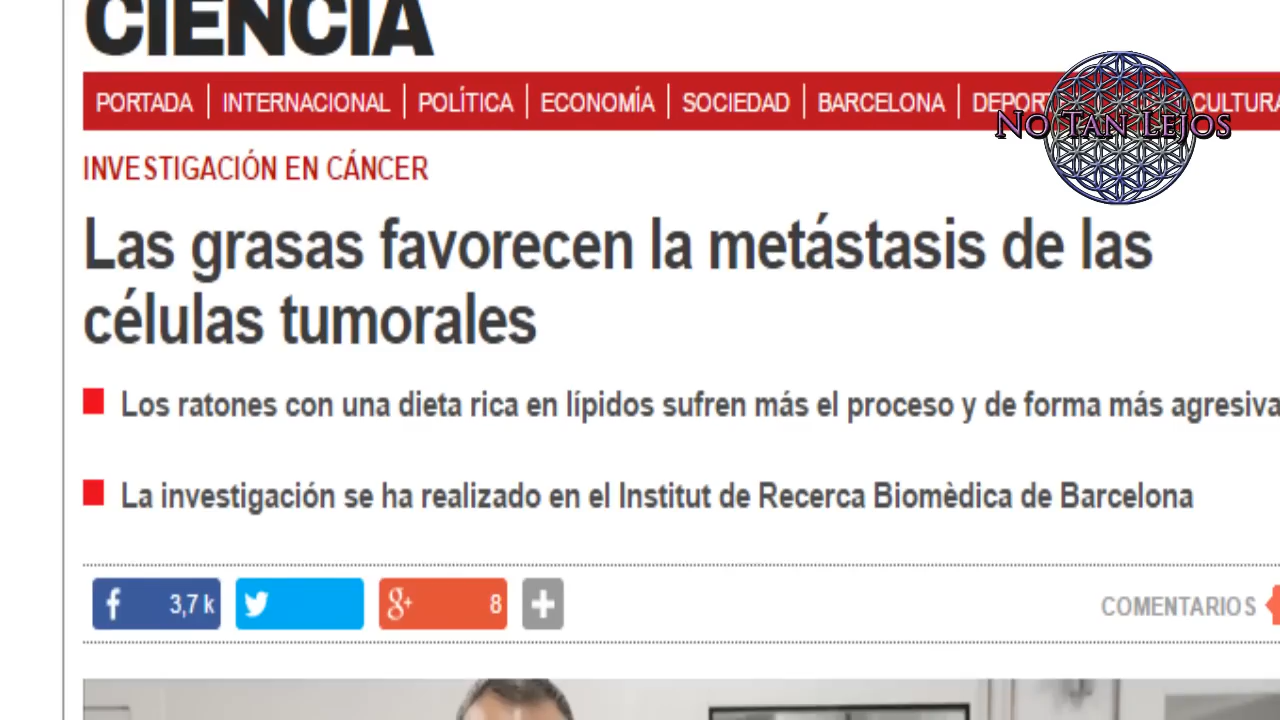 CIENCIA
PORTADA INTERNACIONAL POLÍTICA ECONOMÍA SOCIEDAD BARCELONA CULTURA
No Tan Lejos
INVESTIGACIÓN EN CÁNCER
Las grasas favorecen la metástasis de las
células tumorales
Los ratones con una dieta rica en lípidos sufren más el proceso y de forma más agresiva
La investigación se ha realizado en el Institut de Recerca Biomèdica de Barcelona
f 3,7 k g+ 8 +
COMENTARIOS